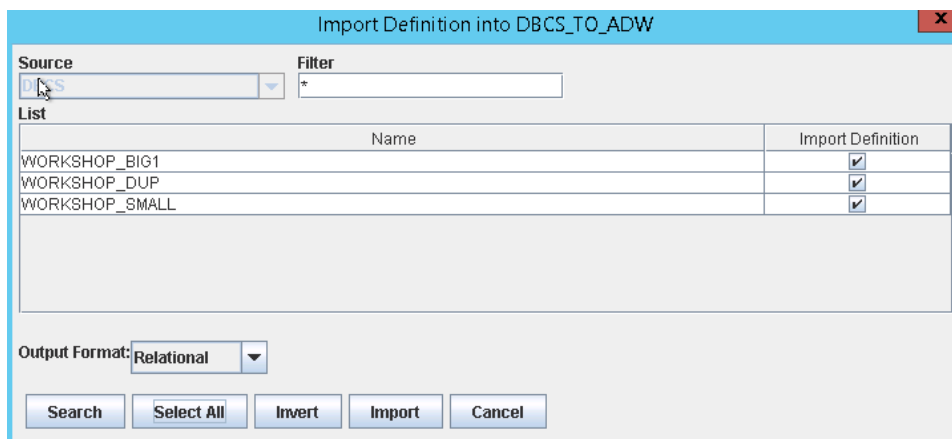 Import Definition into DBCS_TO_ADW
x
Source Filter
DBCS *
List
Name Import Definition
WORKSHOP_BIG1
WORKSHOP_DUP
WORKSHOP_SMALL
Output Format: Relational
Search Select All Invert Import Cancel